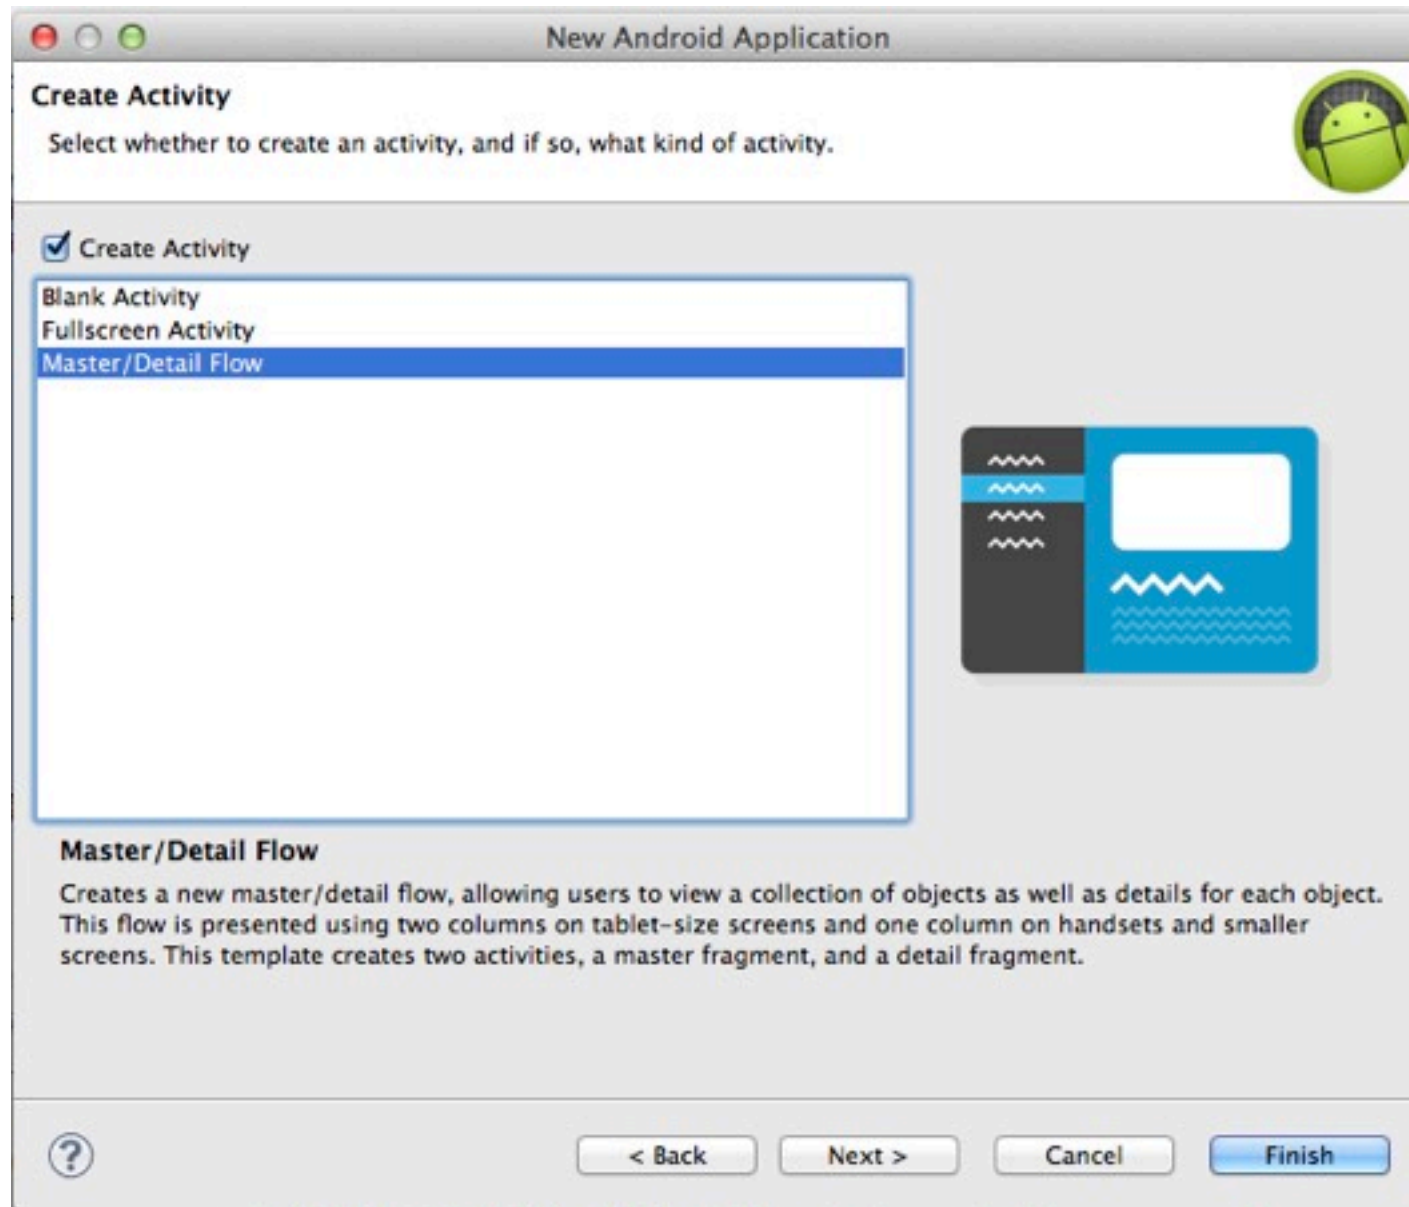 New Android Application
Create Activity
Select whether to create an activity, and if so, what kind of activity.
Create Activity
Blank Activity
Fullscreen Activity
Master/Detail Flow
Master/Detail Flow
Creates a new master/detail flow, allowing users to view a collection of objects as well as details for each object.
This flow is presented using two columns on tablet-size screens and one column on handsets and smaller
screens. This template creates two activities, a master fragment, and a detail fragment.
?
< Back
Next >
Cancel
Finish